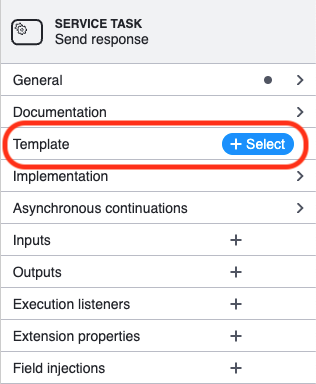 SERVICE TASK
Send response
General
Documentation
Template + Select
Implementation
Asynchronous continuations
Inputs
Outputs
Execution listeners
Extension properties
Field injections